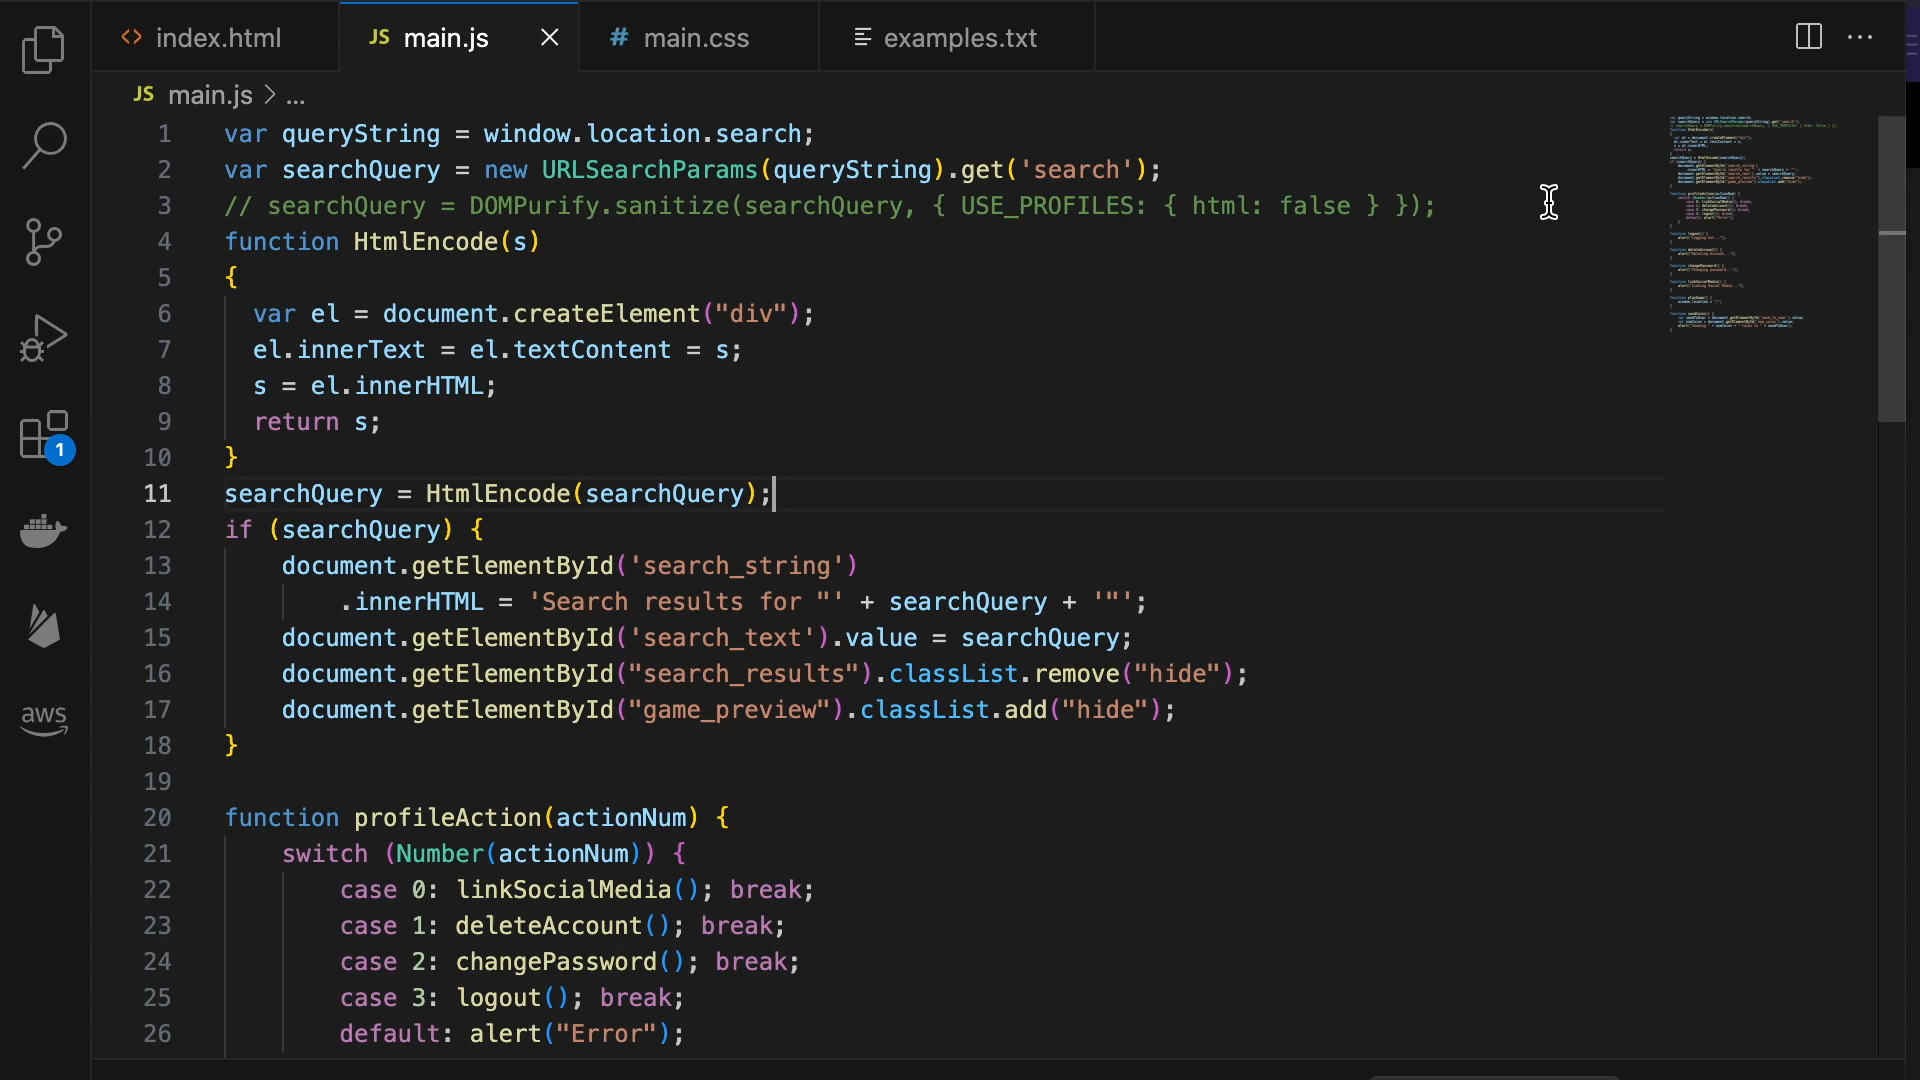 index.html
JS main.js
# main.css
examples.txt
JS main.js > ...
1 var queryString = window.location.search;
2 var searchQuery = new URLSearchParams(queryString).get('search');
3 // searchQuery = DOMPurify.sanitize(searchQuery, { USE_PROFILES: { html: false } });
4 function HtmlEncode(s)
5 {
6 var el = document.createElement("div");
7 el.innerText = el.textContent = s;
8 s = el.innerHTML;
9 return s;
10 }
11 searchQuery = HtmlEncode(searchQuery);
12 if (searchQuery) {
13 document.getElementById('search_string')
14 .innerHTML = 'Search results for "' + searchQuery + '"';
15 document.getElementById('search_text').value = searchQuery;
16 document.getElementById("search_results").classList.remove("hide");
17 document.getElementById("game_preview").classList.add("hide");
18 }
19
20 function profileAction(actionNum) {
21 switch (Number(actionNum)) {
22 case 0: linkSocialMedia(); break;
23 case 1: deleteAccount(); break;
24 case 2: changePassword(); break;
25 case 3: logout(); break;
26 default: alert("Error");
1
aws